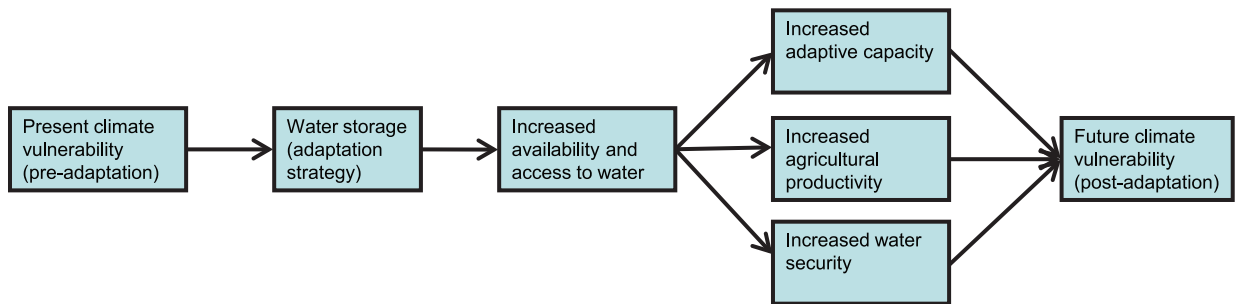 Present climate
vulnerability
(pre-adaptation)
Water storage
(adaptation
strategy)
Increased
availability and
access to water
Increased
adaptive capacity
Increased
agricultural
productivity
Increased water
security
Future climate
vulnerability
(post-adaptation)